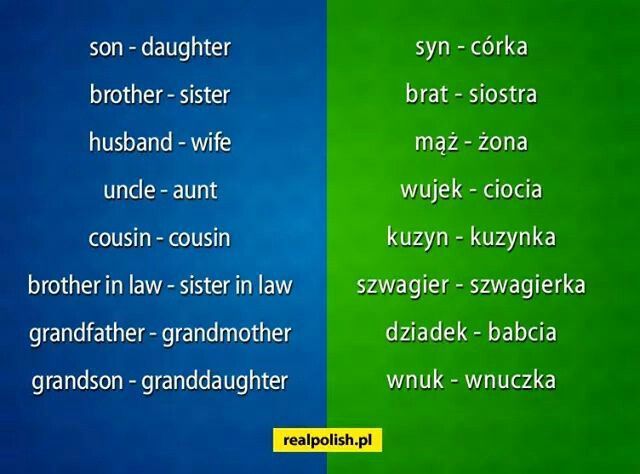 son - daughter
brother - sister
husband - wife
uncle - aunt
cousin - cousin
brother in law - sister in law
grandfather - grandmother
grandson - granddaughter
syn - córka
brat - siostra
mąż - żona
wujek - ciocia
kuzyn - kuzynka
szwagier - szwagierka
dziadek - babcia
wnuk - wnuczka
realpolish.pl